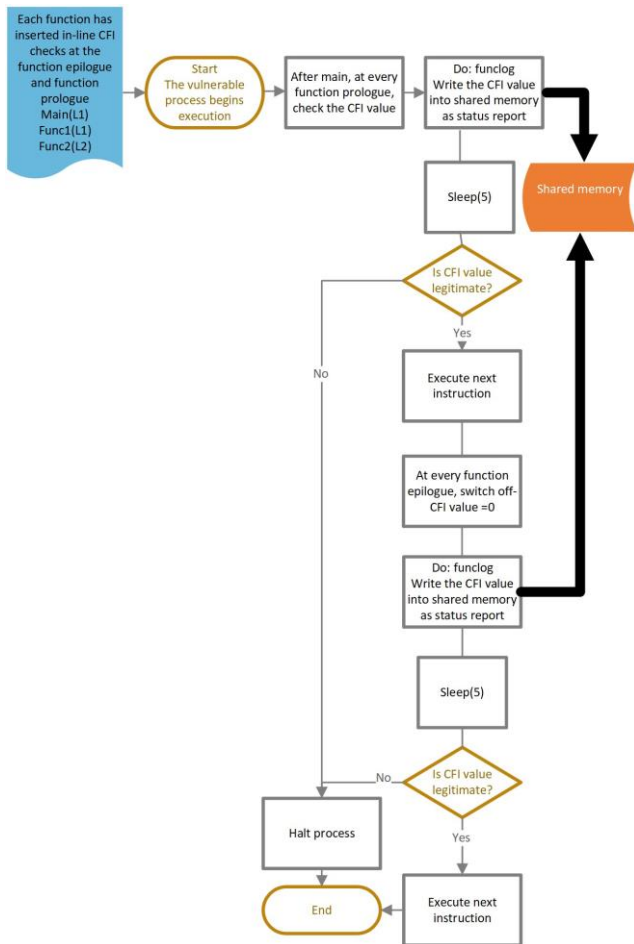 Each function has
inserted in-line CFI
checks at the
function epilogue
and function
prologue
Main(L1)
Func1(L1)
Func2(L2)
Start
The vulnerable
process begins
execution
After main, at every
function prologue,
check the CFI value
Do: funclog
Write the CFI value
into shared memory
as status report
Shared memory
Sleep(5)
Is CFI value
legitimate?
Yes
No
Execute next
instruction
At every function
epilogue, switch off-
CFI value =0
Do: funclog
Write the CFI value
into shared memory
as status report
Sleep(5)
Is CFI value
legitimate?
No
Yes
Halt process
Execute next
instruction
End